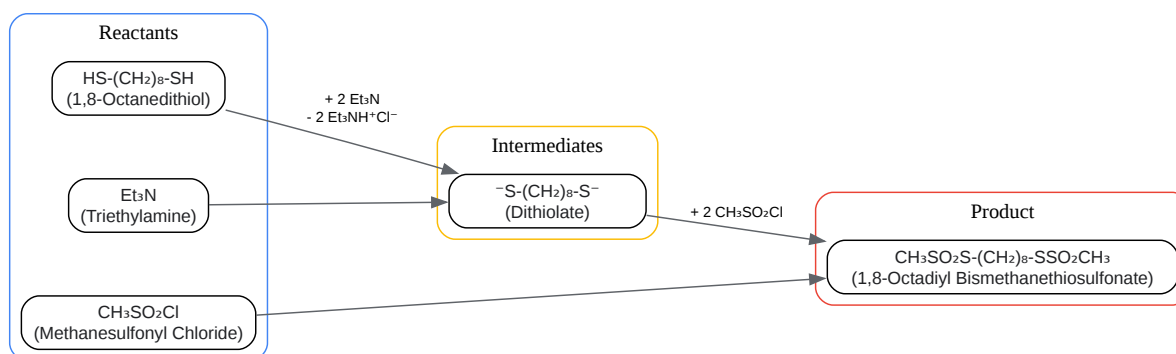 Reactants
HS-(CH₂)₈-SH
(1,8-Octanedithiol)
+ 2 Et₃N
- 2 Et₃NH⁺Cl⁻
Intermediates
Et₃N
(Triethylamine)
⁻S-(CH₂)₈-S⁻
(Dithiolate)
+ 2 CH₃SO₂Cl
Product
CH₃SO₂S-(CH₂)₈-SSO₂CH₃
(1,8-Octadiyl Bismethanethiosulfonate)
CH₃SO₂Cl
(Methanesulfonyl Chloride)